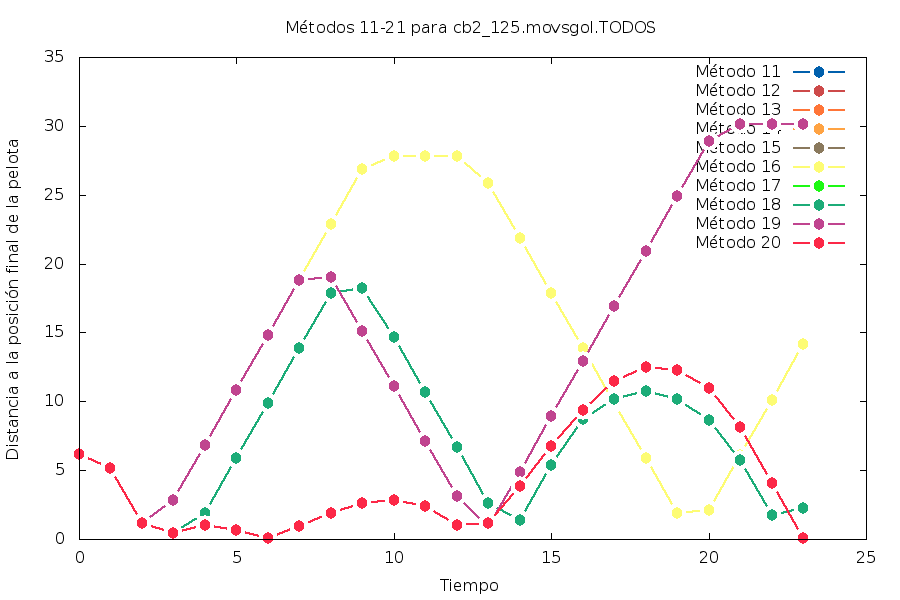 Métodos 11-21 para cb2_125.movsgol.TODOS
Distancia a la posición final de la pelota
35
30
25
20
15
10
5
0
0 5 10 15 20 25
Tiempo
Método 11
Método 12
Método 13
Método
Método 15
Método 16
Método 17
Método 18
Método 19
Método 20